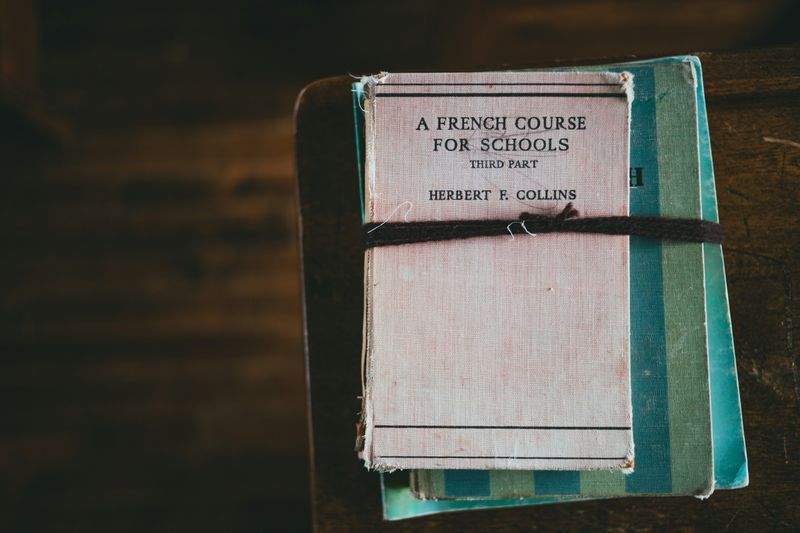 A FRENCH COURSE
FOR SCHOOLS
THIRD PART
HERBERT F. COLLINS
H